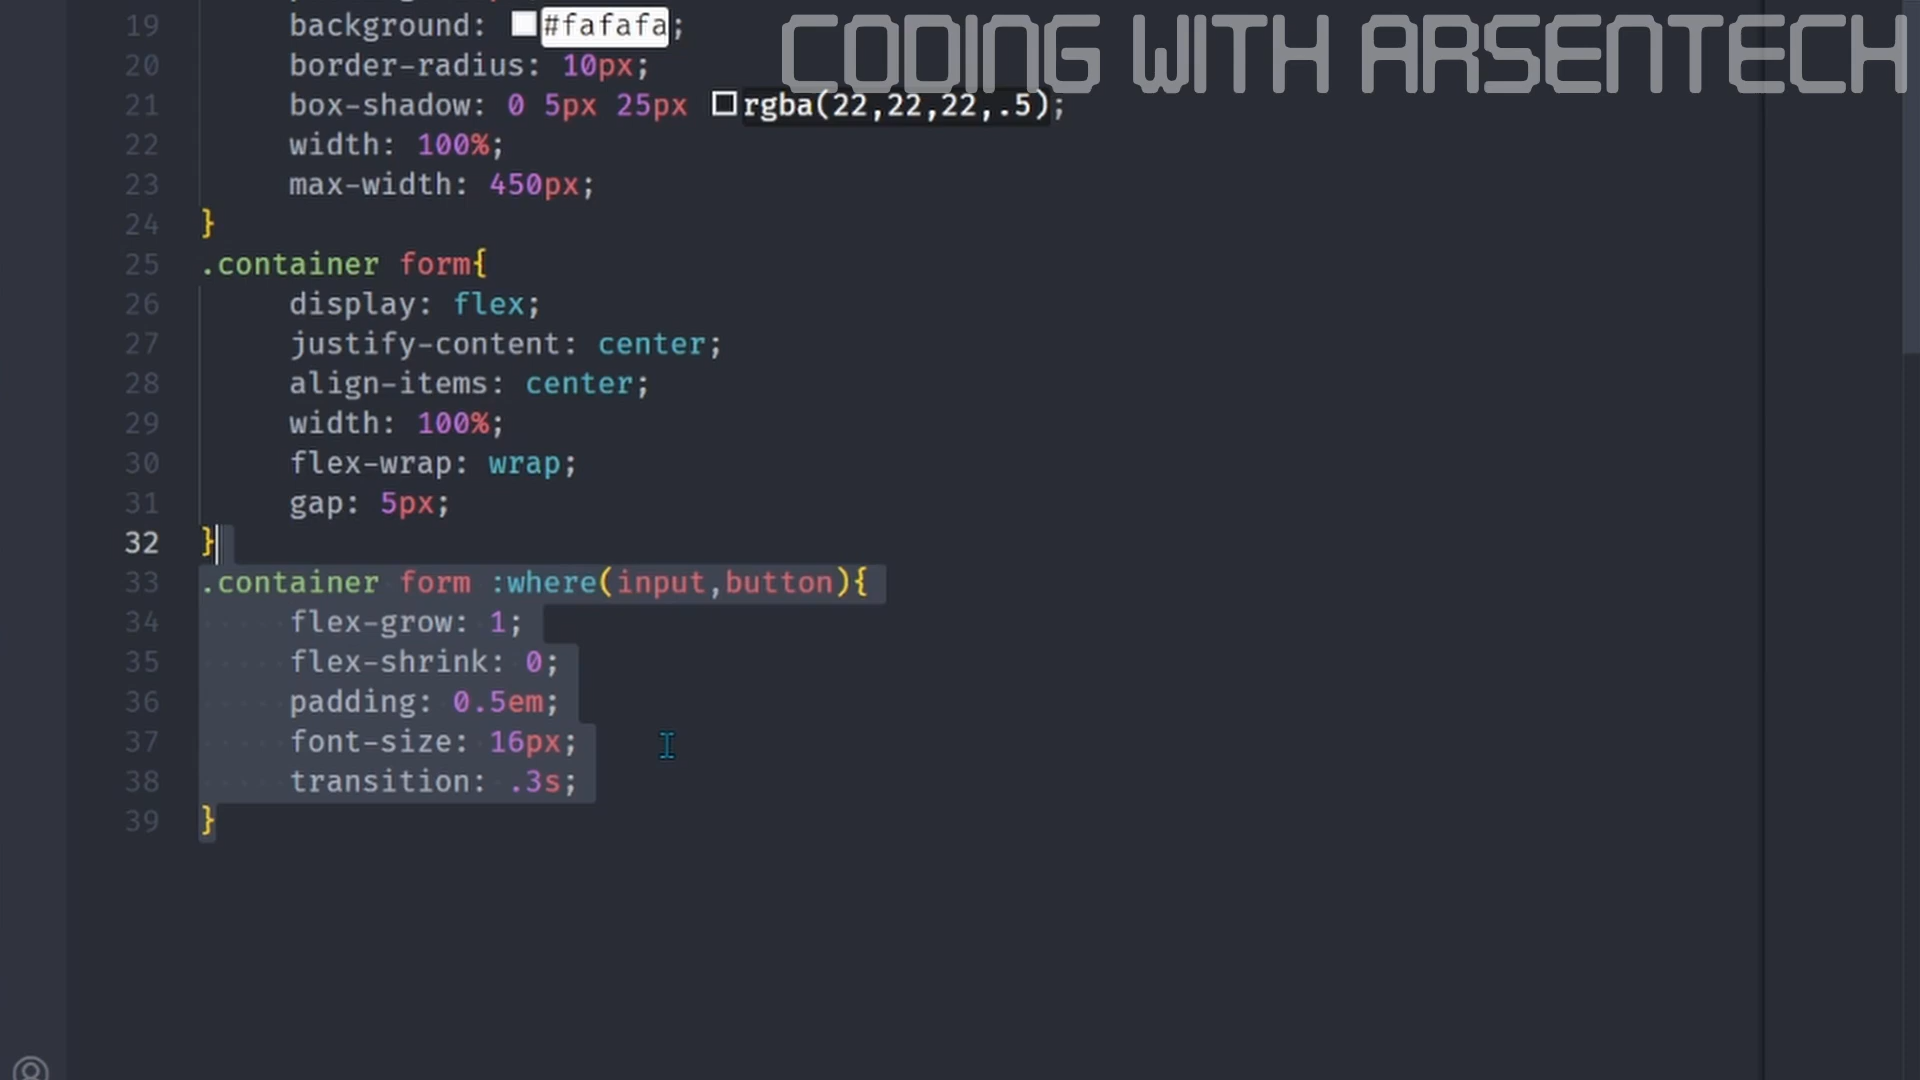 CODING WITH ARSENTECH
19 background: #fafafa;
20 border-radius: 10px;
21 box-shadow: 0 5px 25px rgba(22,22,22,.5);
22 width: 100%;
23 max-width: 450px;
24 }
25 .container form{
26 display: flex;
27 justify-content: center;
28 align-items: center;
29 width: 100%;
30 flex-wrap: wrap;
31 gap: 5px;
32 }
33 .container form :where(input,button){
34 flex-grow: 1;
35 flex-shrink: 0;
36 padding: 0.5em;
37 font-size: 16px;
38 transition: .3s;
39 }